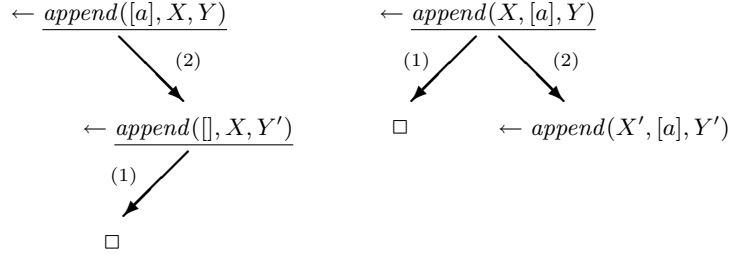 ← append([a], X, Y)
← append(X, [a], Y)
(2)
(1)
(2)
← append([], X, Y′)
□
← append(X′, [a], Y′)
(1)
□